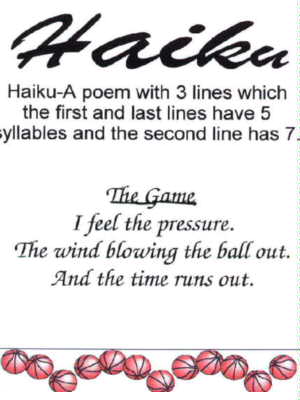 Haiku
Haiku-A poem with 3 lines which
the first and last lines have 5
syllables and the second line has 7.
The Game
I feel the pressure.
The wind blowing the ball out.
And the time runs out.